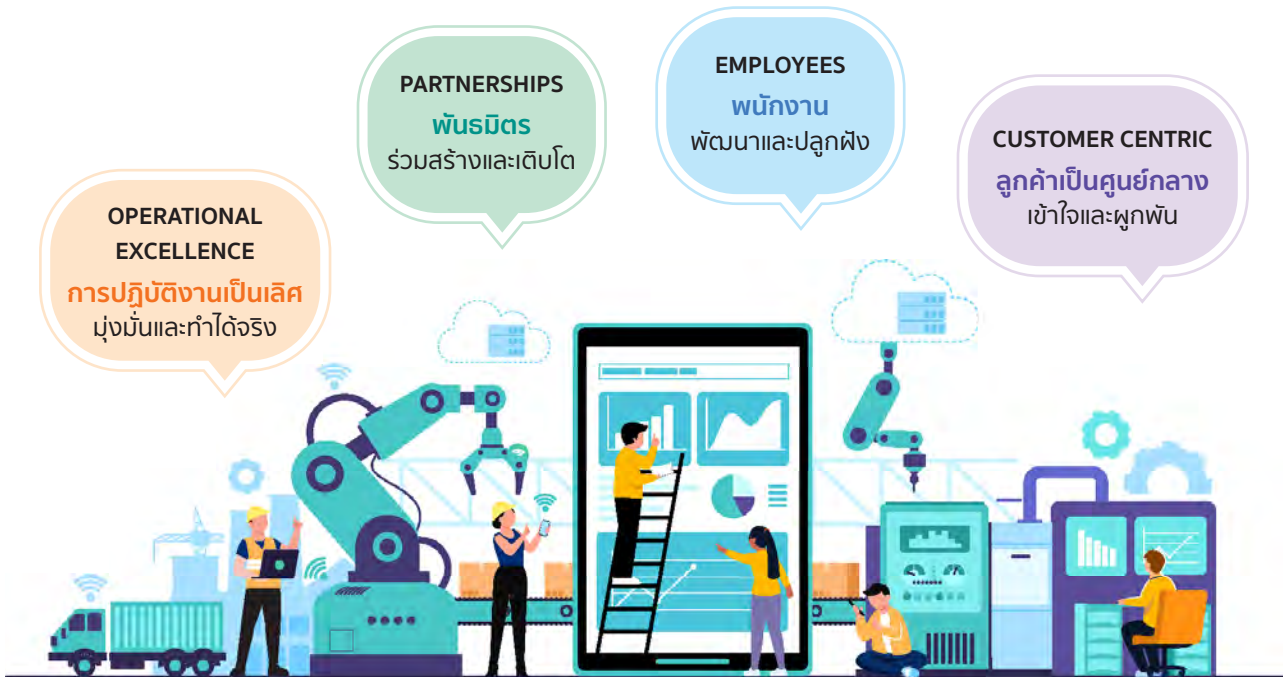 OPERATIONAL
EXCELLENCE
การปฏิบัติงานเป็นเลิศ
มุ่งมั่นและทำได้จริง
PARTNERSHIPS
พันธมิตร
ร่วมสร้างและเติบโต
EMPLOYEES
พนักงาน
พัฒนาและปลูกฝัง
CUSTOMER CENTRIC
ลูกค้าเป็นศูนย์กลาง
เข้าใจและผูกพัน